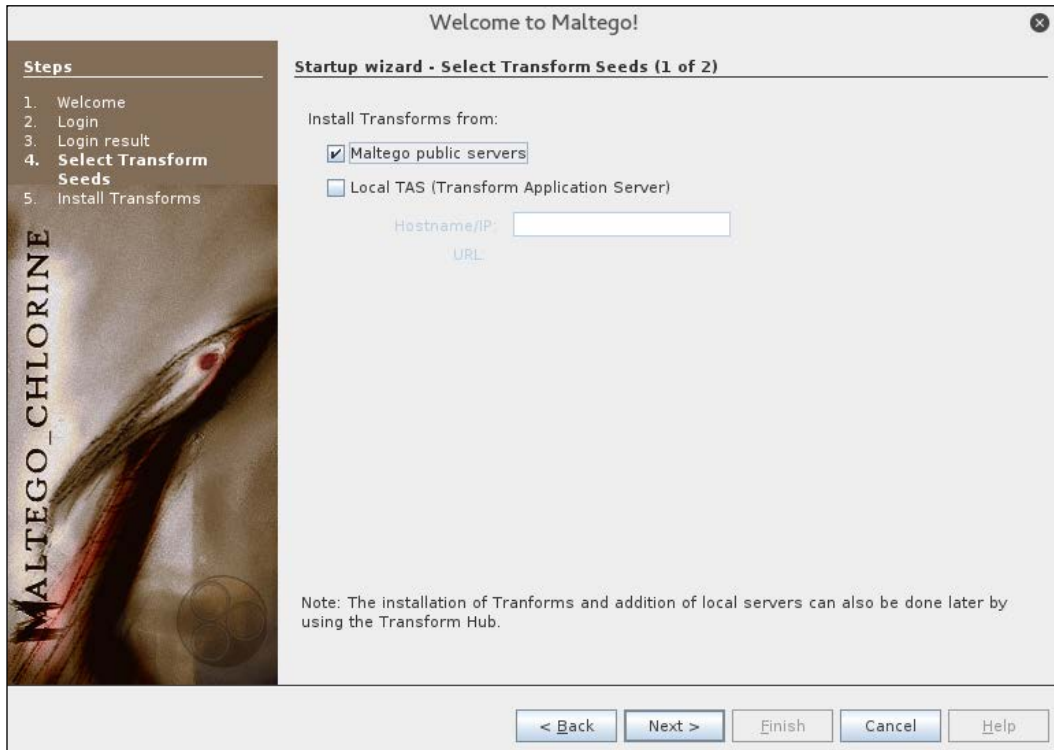 Welcome to Maltego!
Steps
1. Welcome
2. Login
3. Login result
4. Select Transform
Seeds
5. Install Transforms
MALTEGO_CHLORINE
Startup wizard - Select Transform Seeds (1 of 2)
Install Transforms from:
Maltego public servers
Local TAS (Transform Application Server)
Hostname/IP:
URL:
Note: The installation of Tranforms and addition of local servers can also be done later by
using the Transform Hub.
< Back
Next >
Finish
Cancel
Help